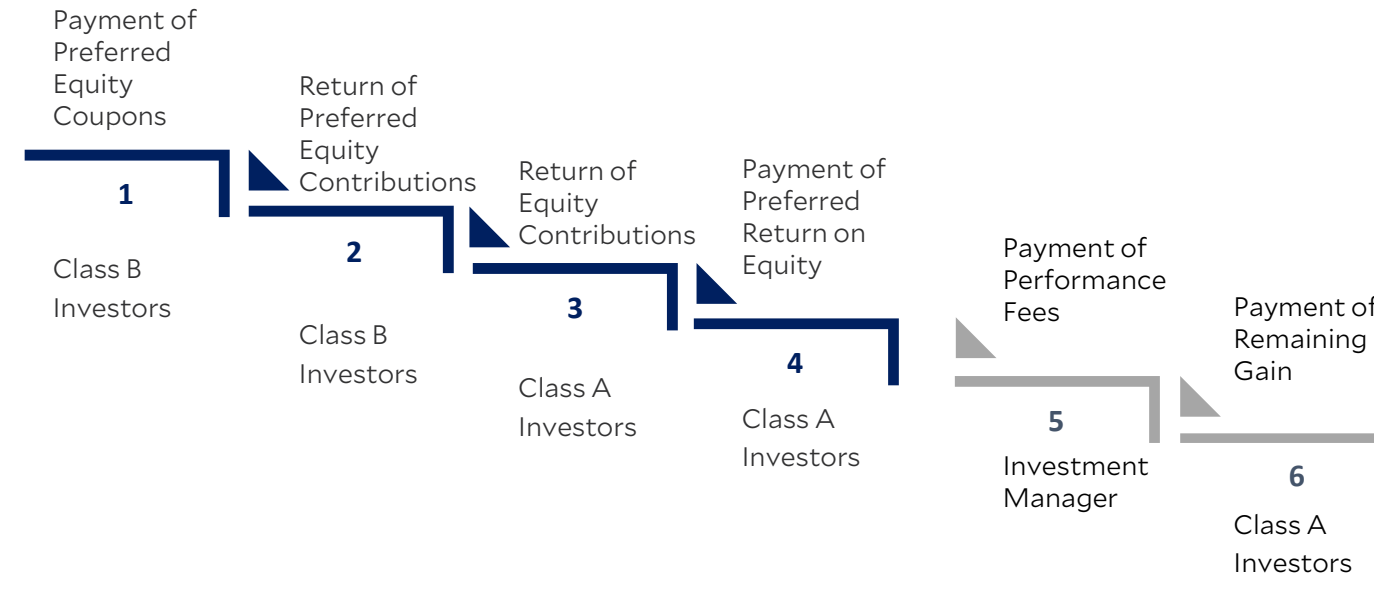 Payment of
Preferred
Equity
Coupons
1
Class B
Investors
Return of
Preferred
Equity
Contributions
2
Class B
Investors
Return of
Equity
Contributions
3
Class A
Investors
Payment of
Preferred
Return on
Equity
4
Class A
Investors
Payment of
Performance
Fees
5
Investment
Manager
Payment of
Remaining
Gain
6
Class A
Investors